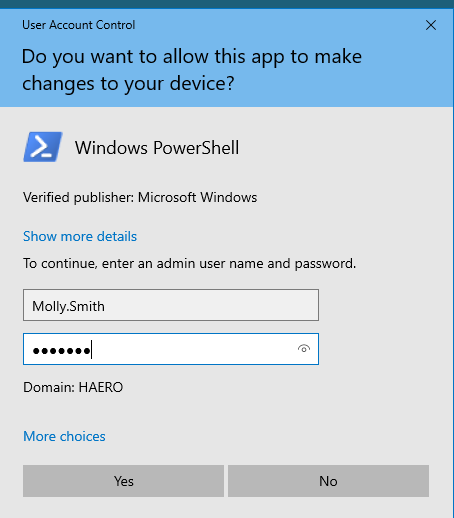 User Account Control
Do you want to allow this app to make
changes to your device?
Windows PowerShell
Verified publisher: Microsoft Windows
Show more details
To continue, enter an admin user name and password.
Molly.Smith
●●●●●●●
Domain: HAERO
More choices
Yes
No